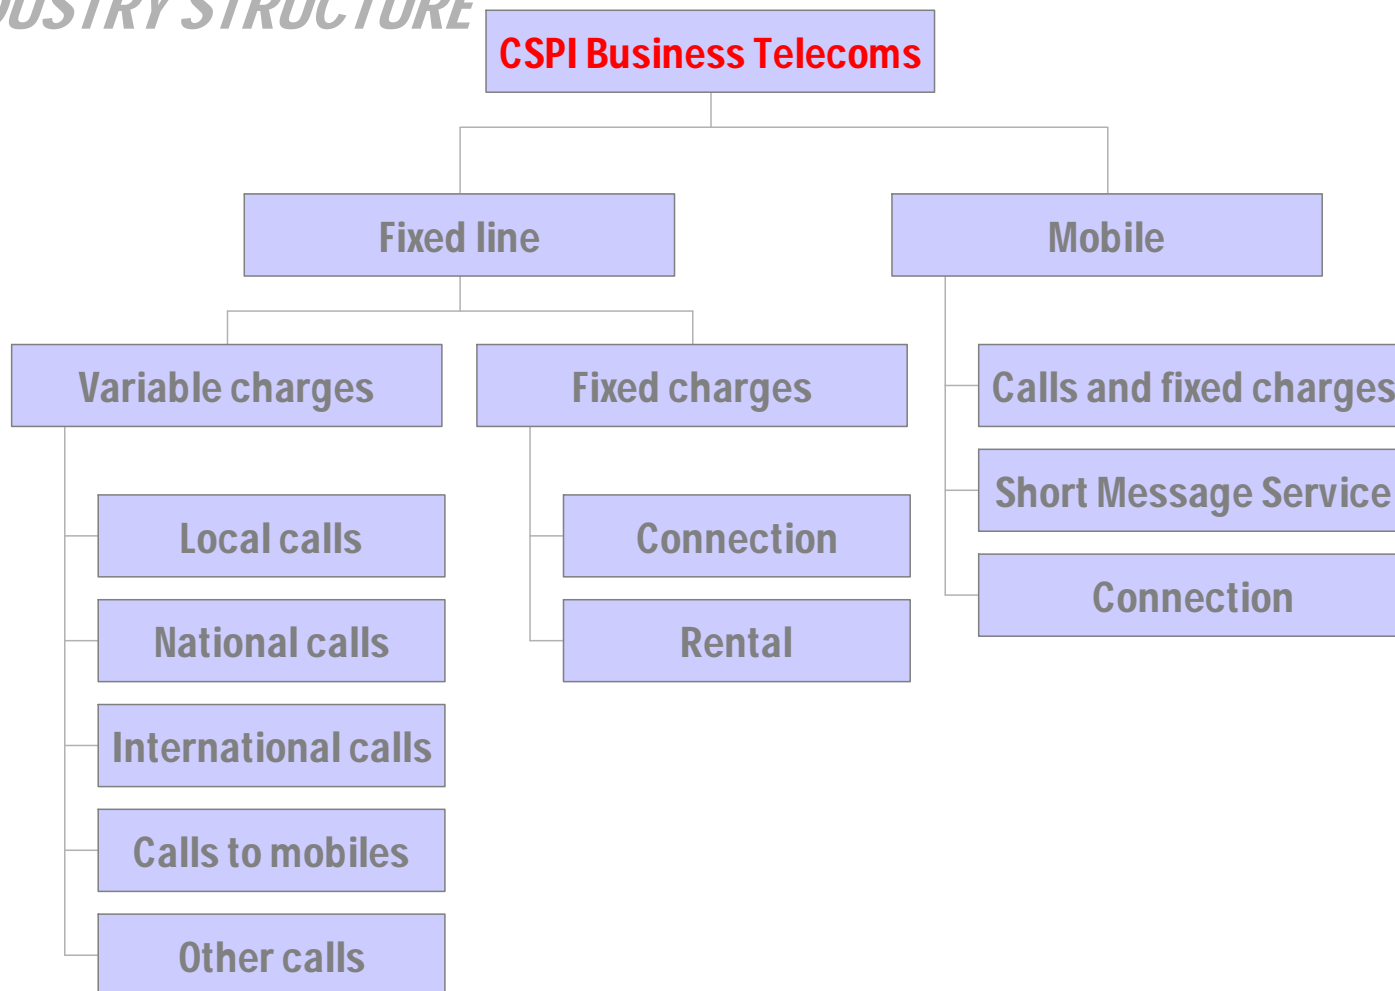 STRUCTURE
CSPI Business Telecoms
Fixed line
Mobile
Variable charges
Fixed charges
Calls and fixed charges
Short Message Service
Connection
Local calls
National calls
International calls
Calls to mobiles
Other calls
Connection
Rental